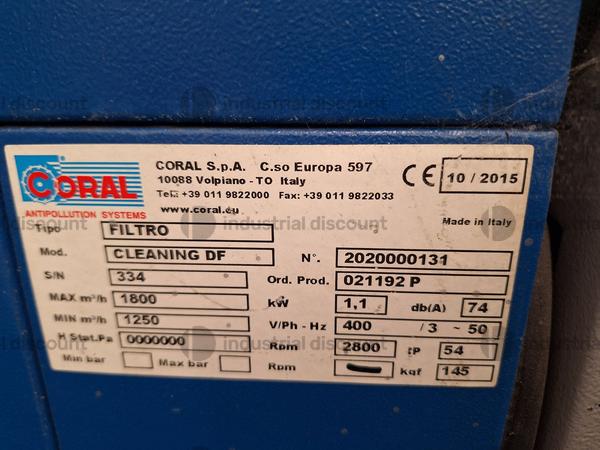 CORAL
ANTIPOLLUTION SYSTEMS
CORAL S.p.A. C.so Europa 597
10088 Volpiano - TO Italy
Tel: +39 011 9822000 Fax: +39 011 9822033
www.coral.eu
CE 10 / 2015
Made in Italy
Tipo FILTRO
Mod. CLEANING DF N°. 2020000131
S/N 334 Ord. Prod. 021192 P
MAX m³/h 1800 kW 1,1 db(A) 74
MIN m³/h 1250 V/Ph - Hz 400 / 3 ~ 50
H Stat.Pa 0000000 Rpm 2800 IP 54
Min bar Max bar Rpm kgf 145
industrial discount